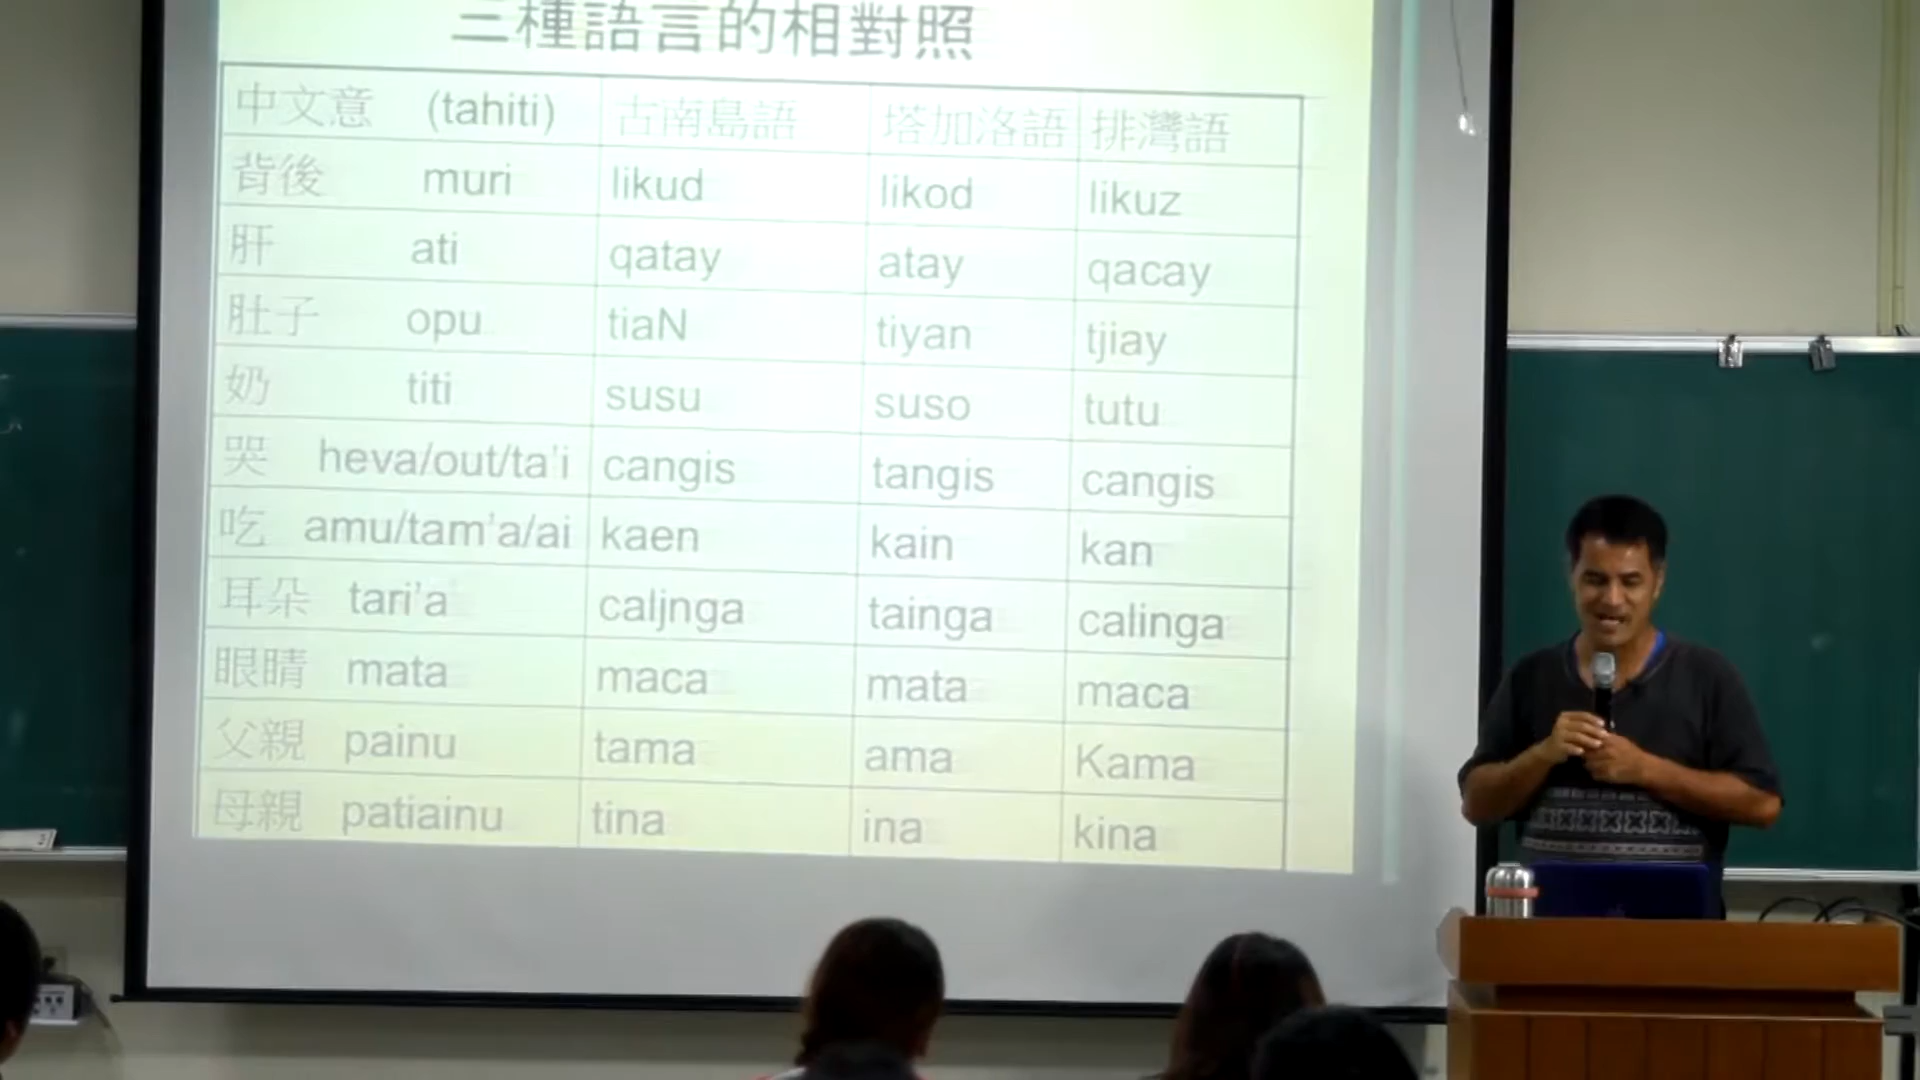 三種語言的相對照
中文意 (tahiti) 古南島語 塔加洛語 排灣語
背後 muri likud likod likuz
肝 ati qatay atay qacay
肚子 opu tiaN tiyan tjiay
奶 titi susu suso tutu
哭 heva/out/ta'i cangis tangis cangis
吃 amu/tam'a/ai kaen kain kan
耳朵 tari'a caljnga tainga calinga
眼睛 mata maca mata maca
父親 painu tama ama Kama
母親 patiainu tina ina kina